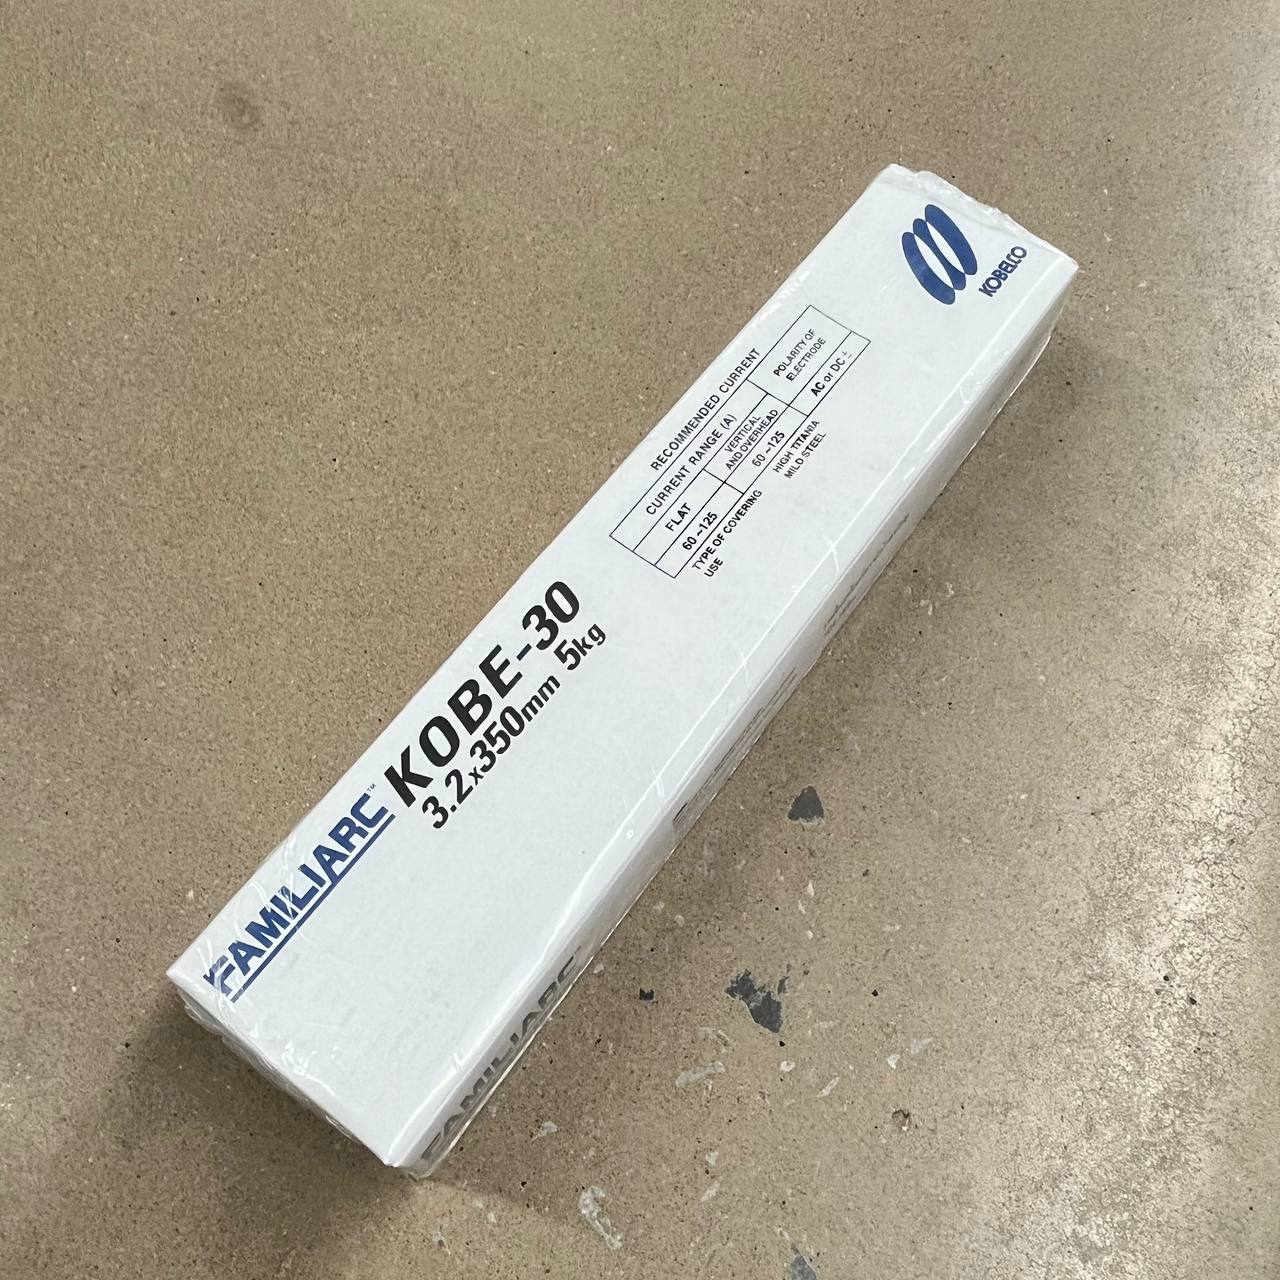 KOBELCO
RECOMMENDED CURRENT
CURRENT RANGE (A)
POLARITY OF
ELECTRODE
FLAT
VERTICAL
AND OVERHEAD
60~125
60~125
AC or DC ±
TYPE OF COVERING
HIGH TITANIA
USE
MILD STEEL
FAMILIARC™
KOBE-30
3.2x350mm 5kg
FAMILIARC